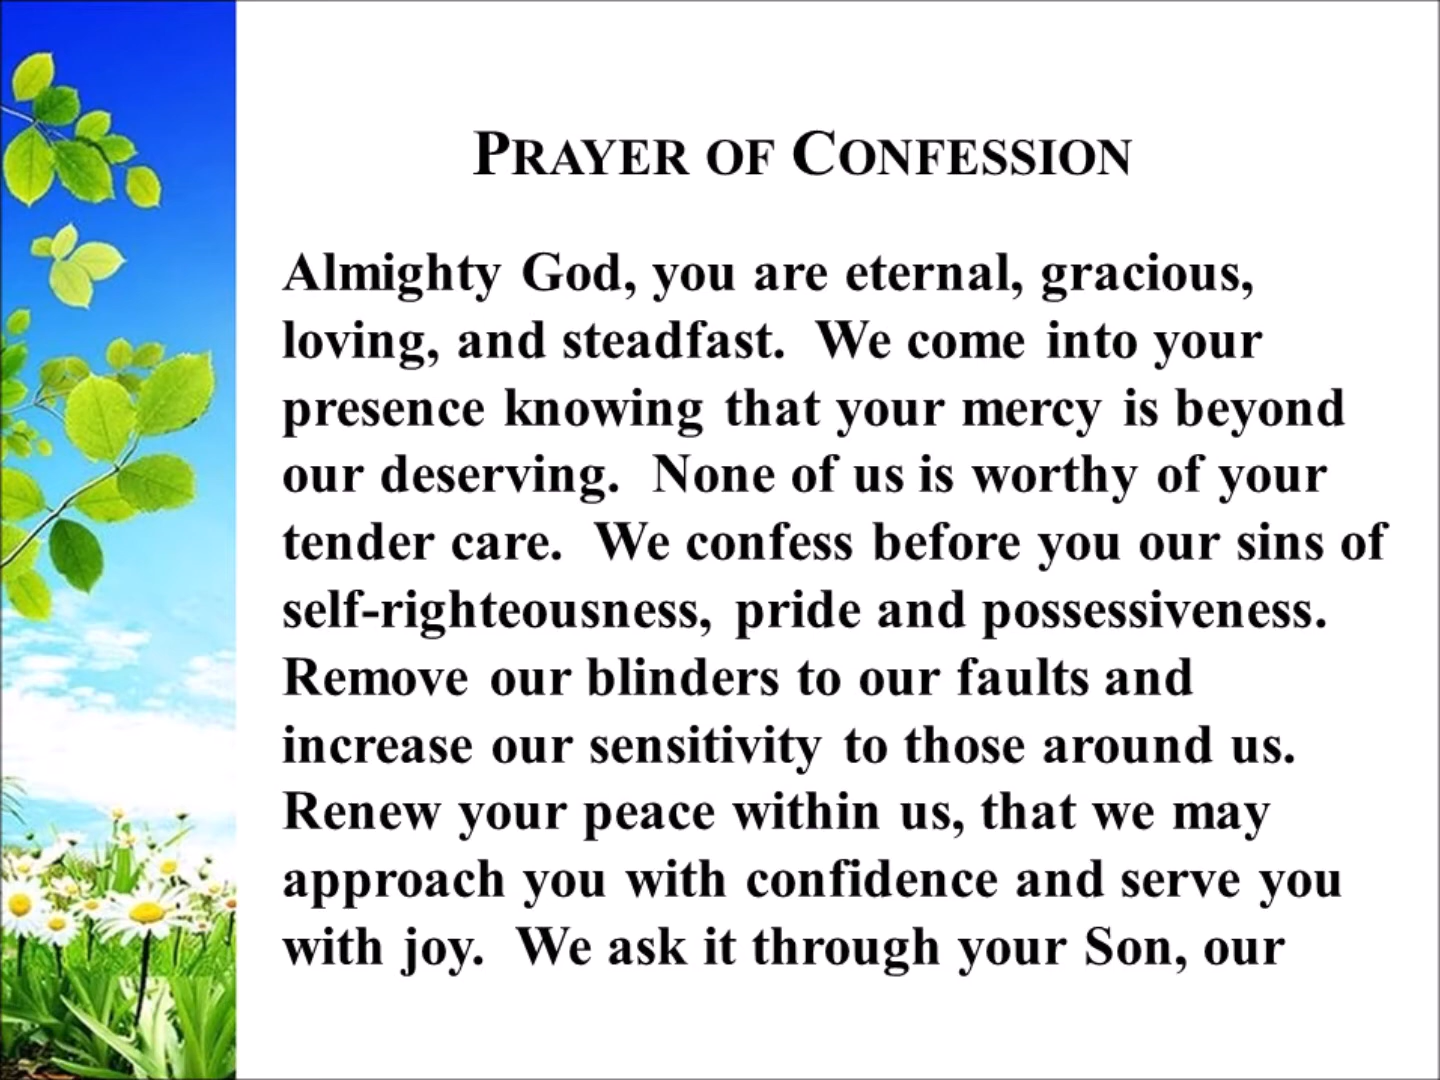 PRAYER OF CONFESSION
Almighty God, you are eternal, gracious,
loving, and steadfast.  We come into your
presence knowing that your mercy is beyond
our deserving.  None of us is worthy of your
tender care.  We confess before you our sins of
self-righteousness, pride and possessiveness.
Remove our blinders to our faults and
increase our sensitivity to those around us.
Renew your peace within us, that we may
approach you with confidence and serve you
with joy.  We ask it through your Son, our